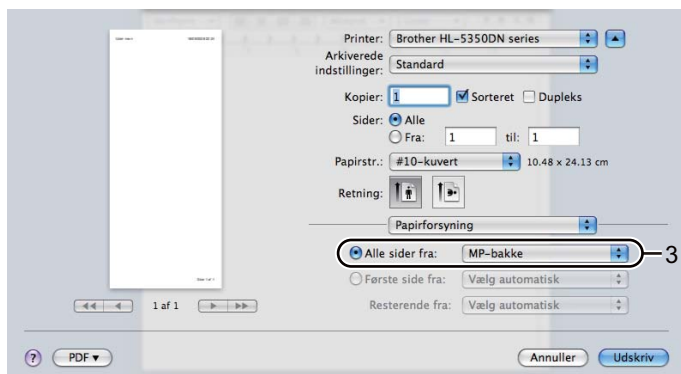 Printer: Brother HL-5350DN series
Arkiverede indstillinger: Standard
Kopier: 1 Sorteret Dupleks
Sider: Alle
Fra: 1 til: 1
Papirstr.: #10-kuvert 10.48 x 24.13 cm
Retning:
Papirforsyning
Alle sider fra: MP-bakke 3
Første side fra: Vælg automatisk
Resterende fra: Vælg automatisk
1 af 1
? PDF Annuller Udskriv